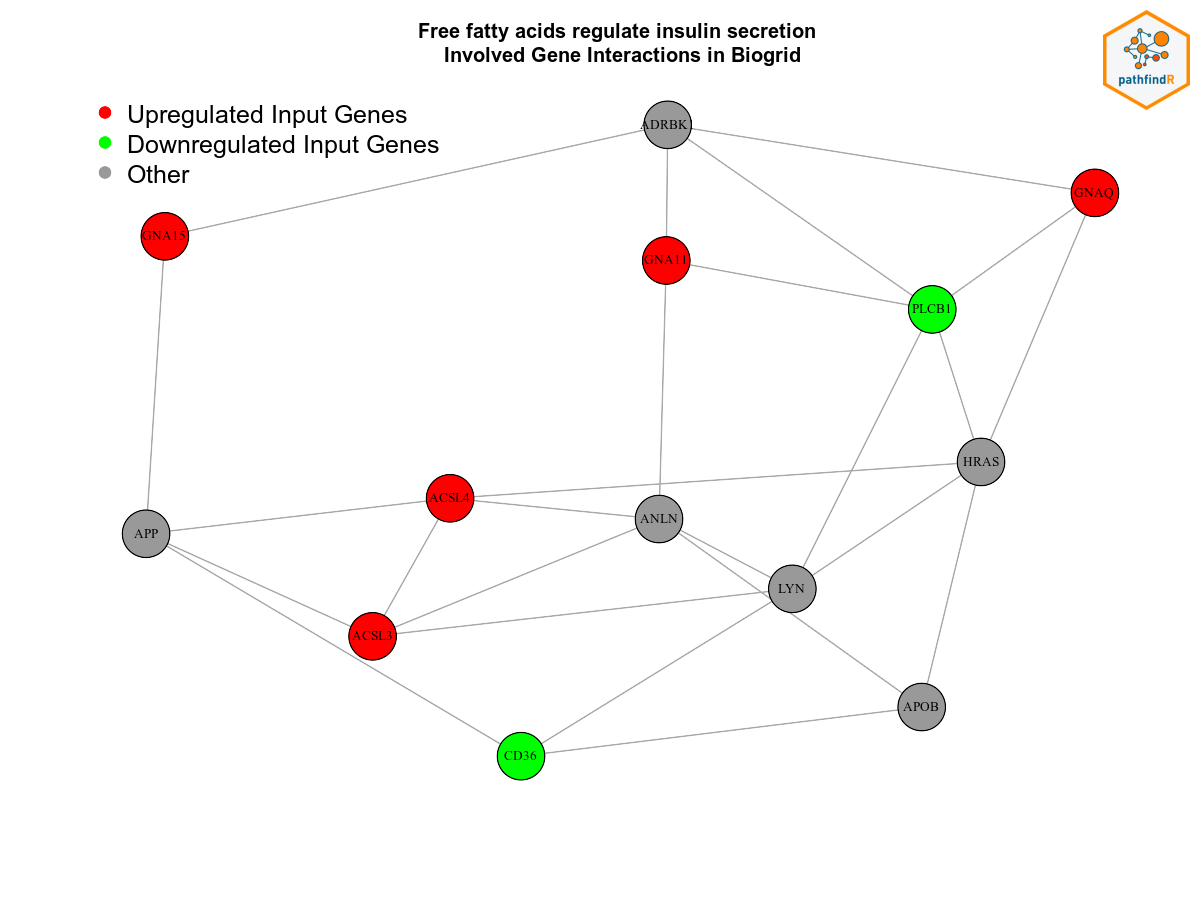 Free fatty acids regulate insulin secretion
Involved Gene Interactions in Biogrid
pathfindR
Upregulated Input Genes
Downregulated Input Genes
Other
ADRBK
GNAQ
GNA15
GNA11
PLCB1
HRAS
ACSL4
ANLN
APP
LYN
ACSL3
APOB
CD36